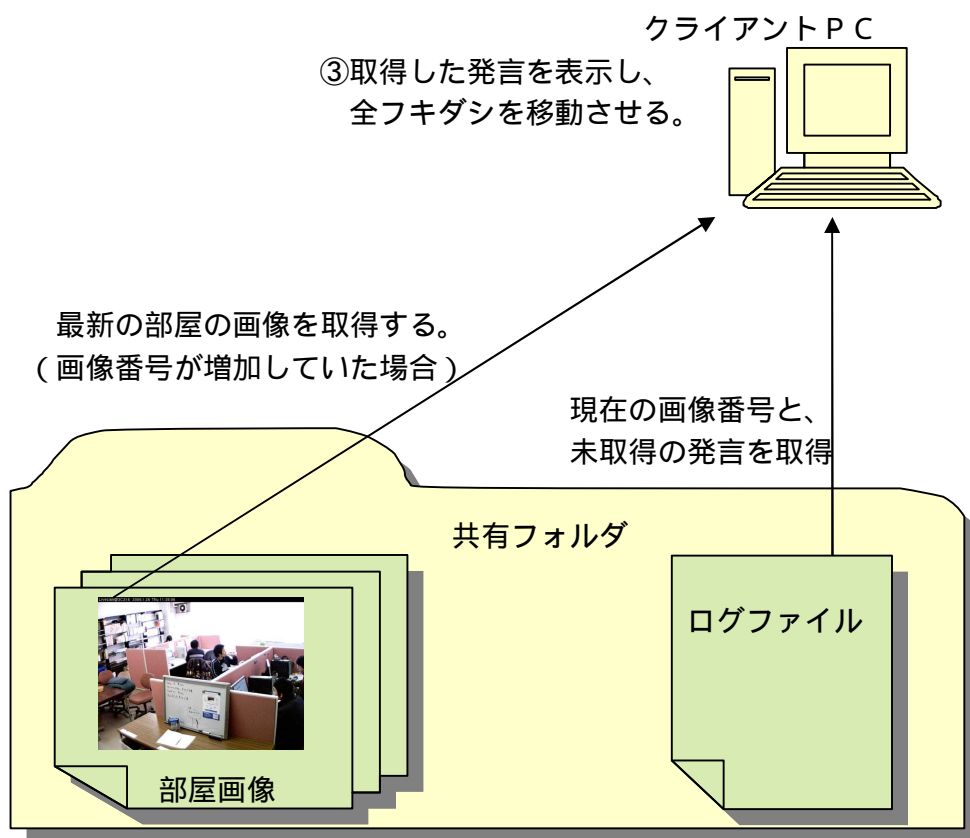 クライアントＰＣ
③取得した発言を表示し、
全フキダシを移動させる。
最新の部屋の画像を取得する。
（画像番号が増加していた場合）
現在の画像番号と、
未取得の発言を取得
共有フォルダ
ログファイル
部屋画像